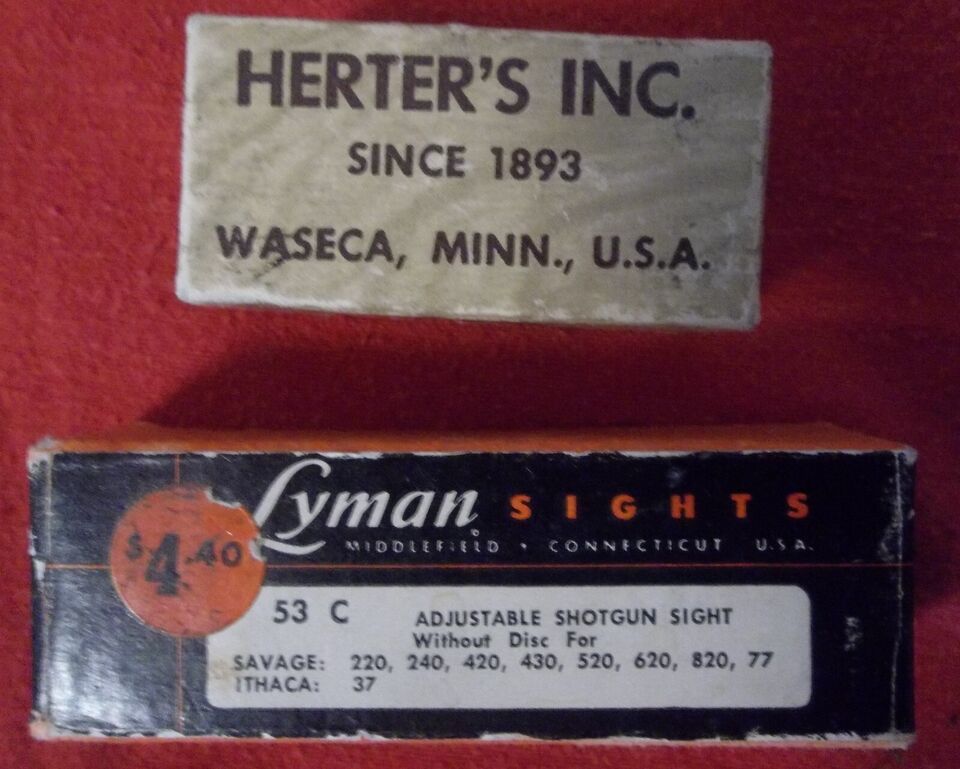 HERTER'S INC.
SINCE 1893
WASECA, MINN., U.S.A.
Lyman SIGHTS
MIDDLEFIELD • CONNECTICUT U.S.A.
$4.40
53 C ADJUSTABLE SHOTGUN SIGHT
Without Disc For
SAVAGE: 220, 240, 420, 430, 520, 620, 820, 77
ITHACA: 37